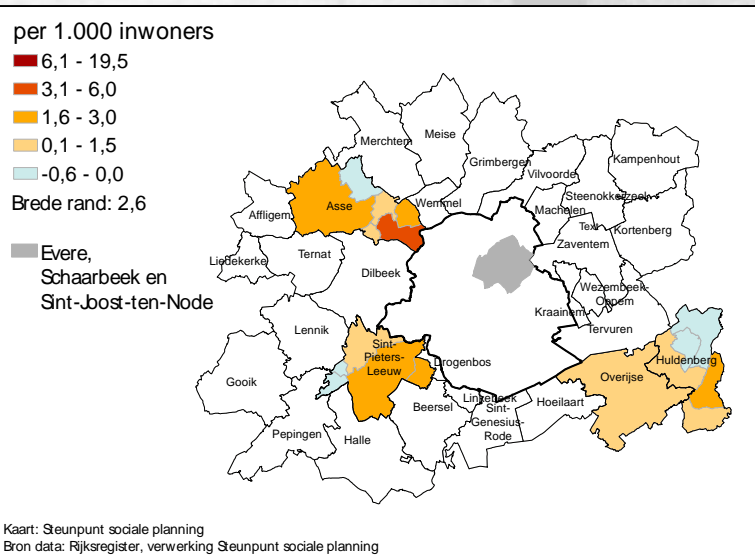 per 1.000 inwoners
6,1 - 19,5
3,1 - 6,0
1,6 - 3,0
0,1 - 1,5
-0,6 - 0,0
Brede rand: 2,6
Evere,
Schaarbeek en
Sint-Joost-ten-Node
Meise
Merchtem
Grimbergen
Kampenhout
Vilvoorde
Steenokkerzeel
Wemmel
Asse
Machelen
Affligem
Text
Kortenberg
Zaventem
Ternat
Liedekerke
Dilbeek
Wezembeek-
Oppem
Kraainem
Tervuren
Lennik
Sint-
Pieters-
Leeuw
Drogenbos
Huldenberg
Overijse
Gooik
Linkebeek
Hoeilaart
Beersel
Sint-
Genesius-
Rode
Pepingen
Halle
Kaart: Steunpunt sociale planning
Bron data: Rijksregister, verwerking Steunpunt sociale planning